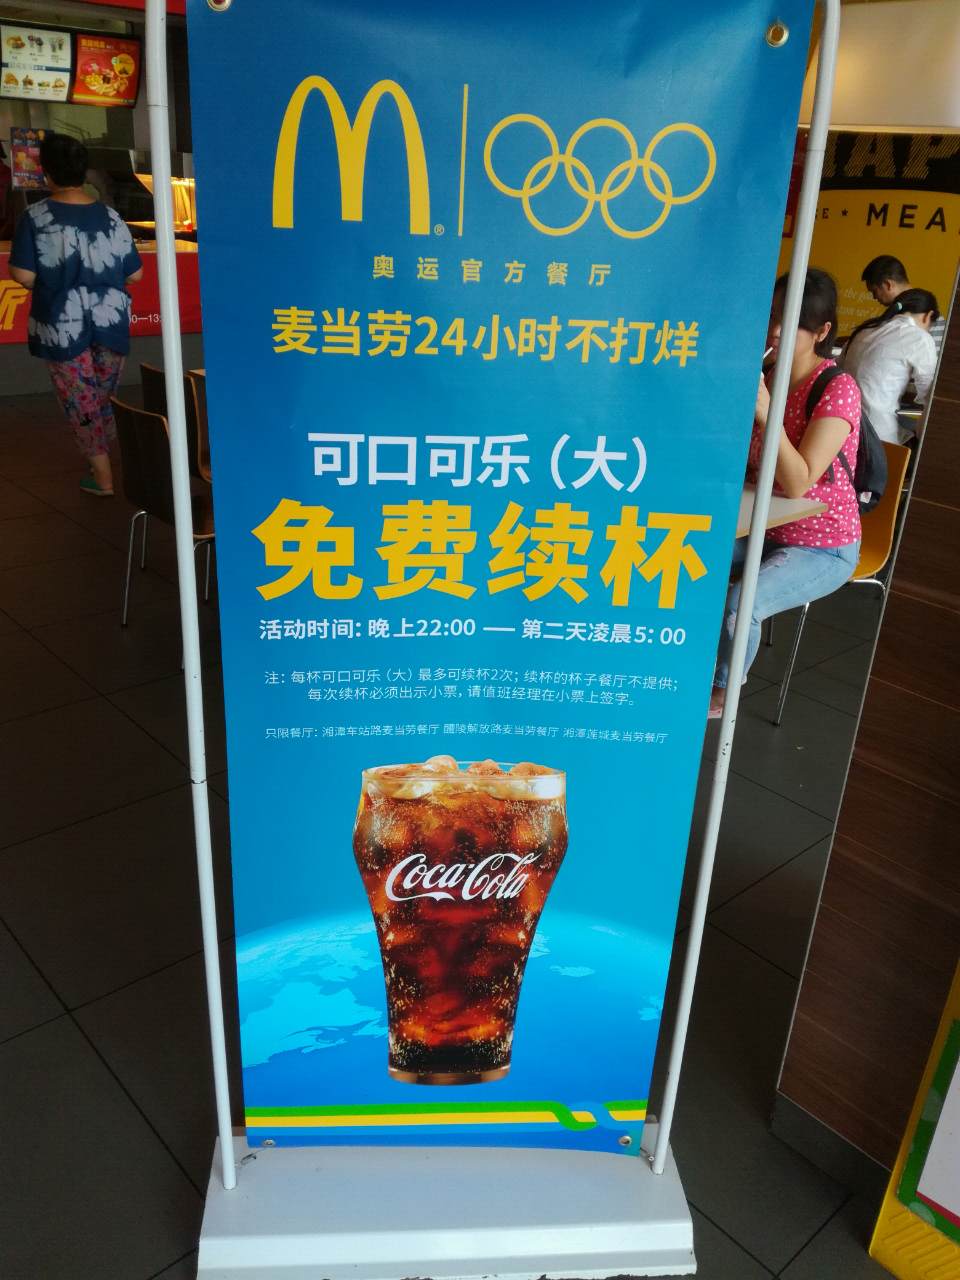 M
®
奥运官方餐厅
麦当劳24小时不打烊
可口可乐（大）
免费续杯
活动时间：晚上22:00 — 第二天凌晨5：00
注：每杯可口可乐（大）最多可续杯2次；续杯的杯子餐厅不提供；
每次续杯必须出示小票，请值班经理在小票上签字。
只限餐厅：湘潭车站路麦当劳餐厅 醴陵解放路麦当劳餐厅 湘潭莲城麦当劳餐厅
Coca-Cola
派
MEA